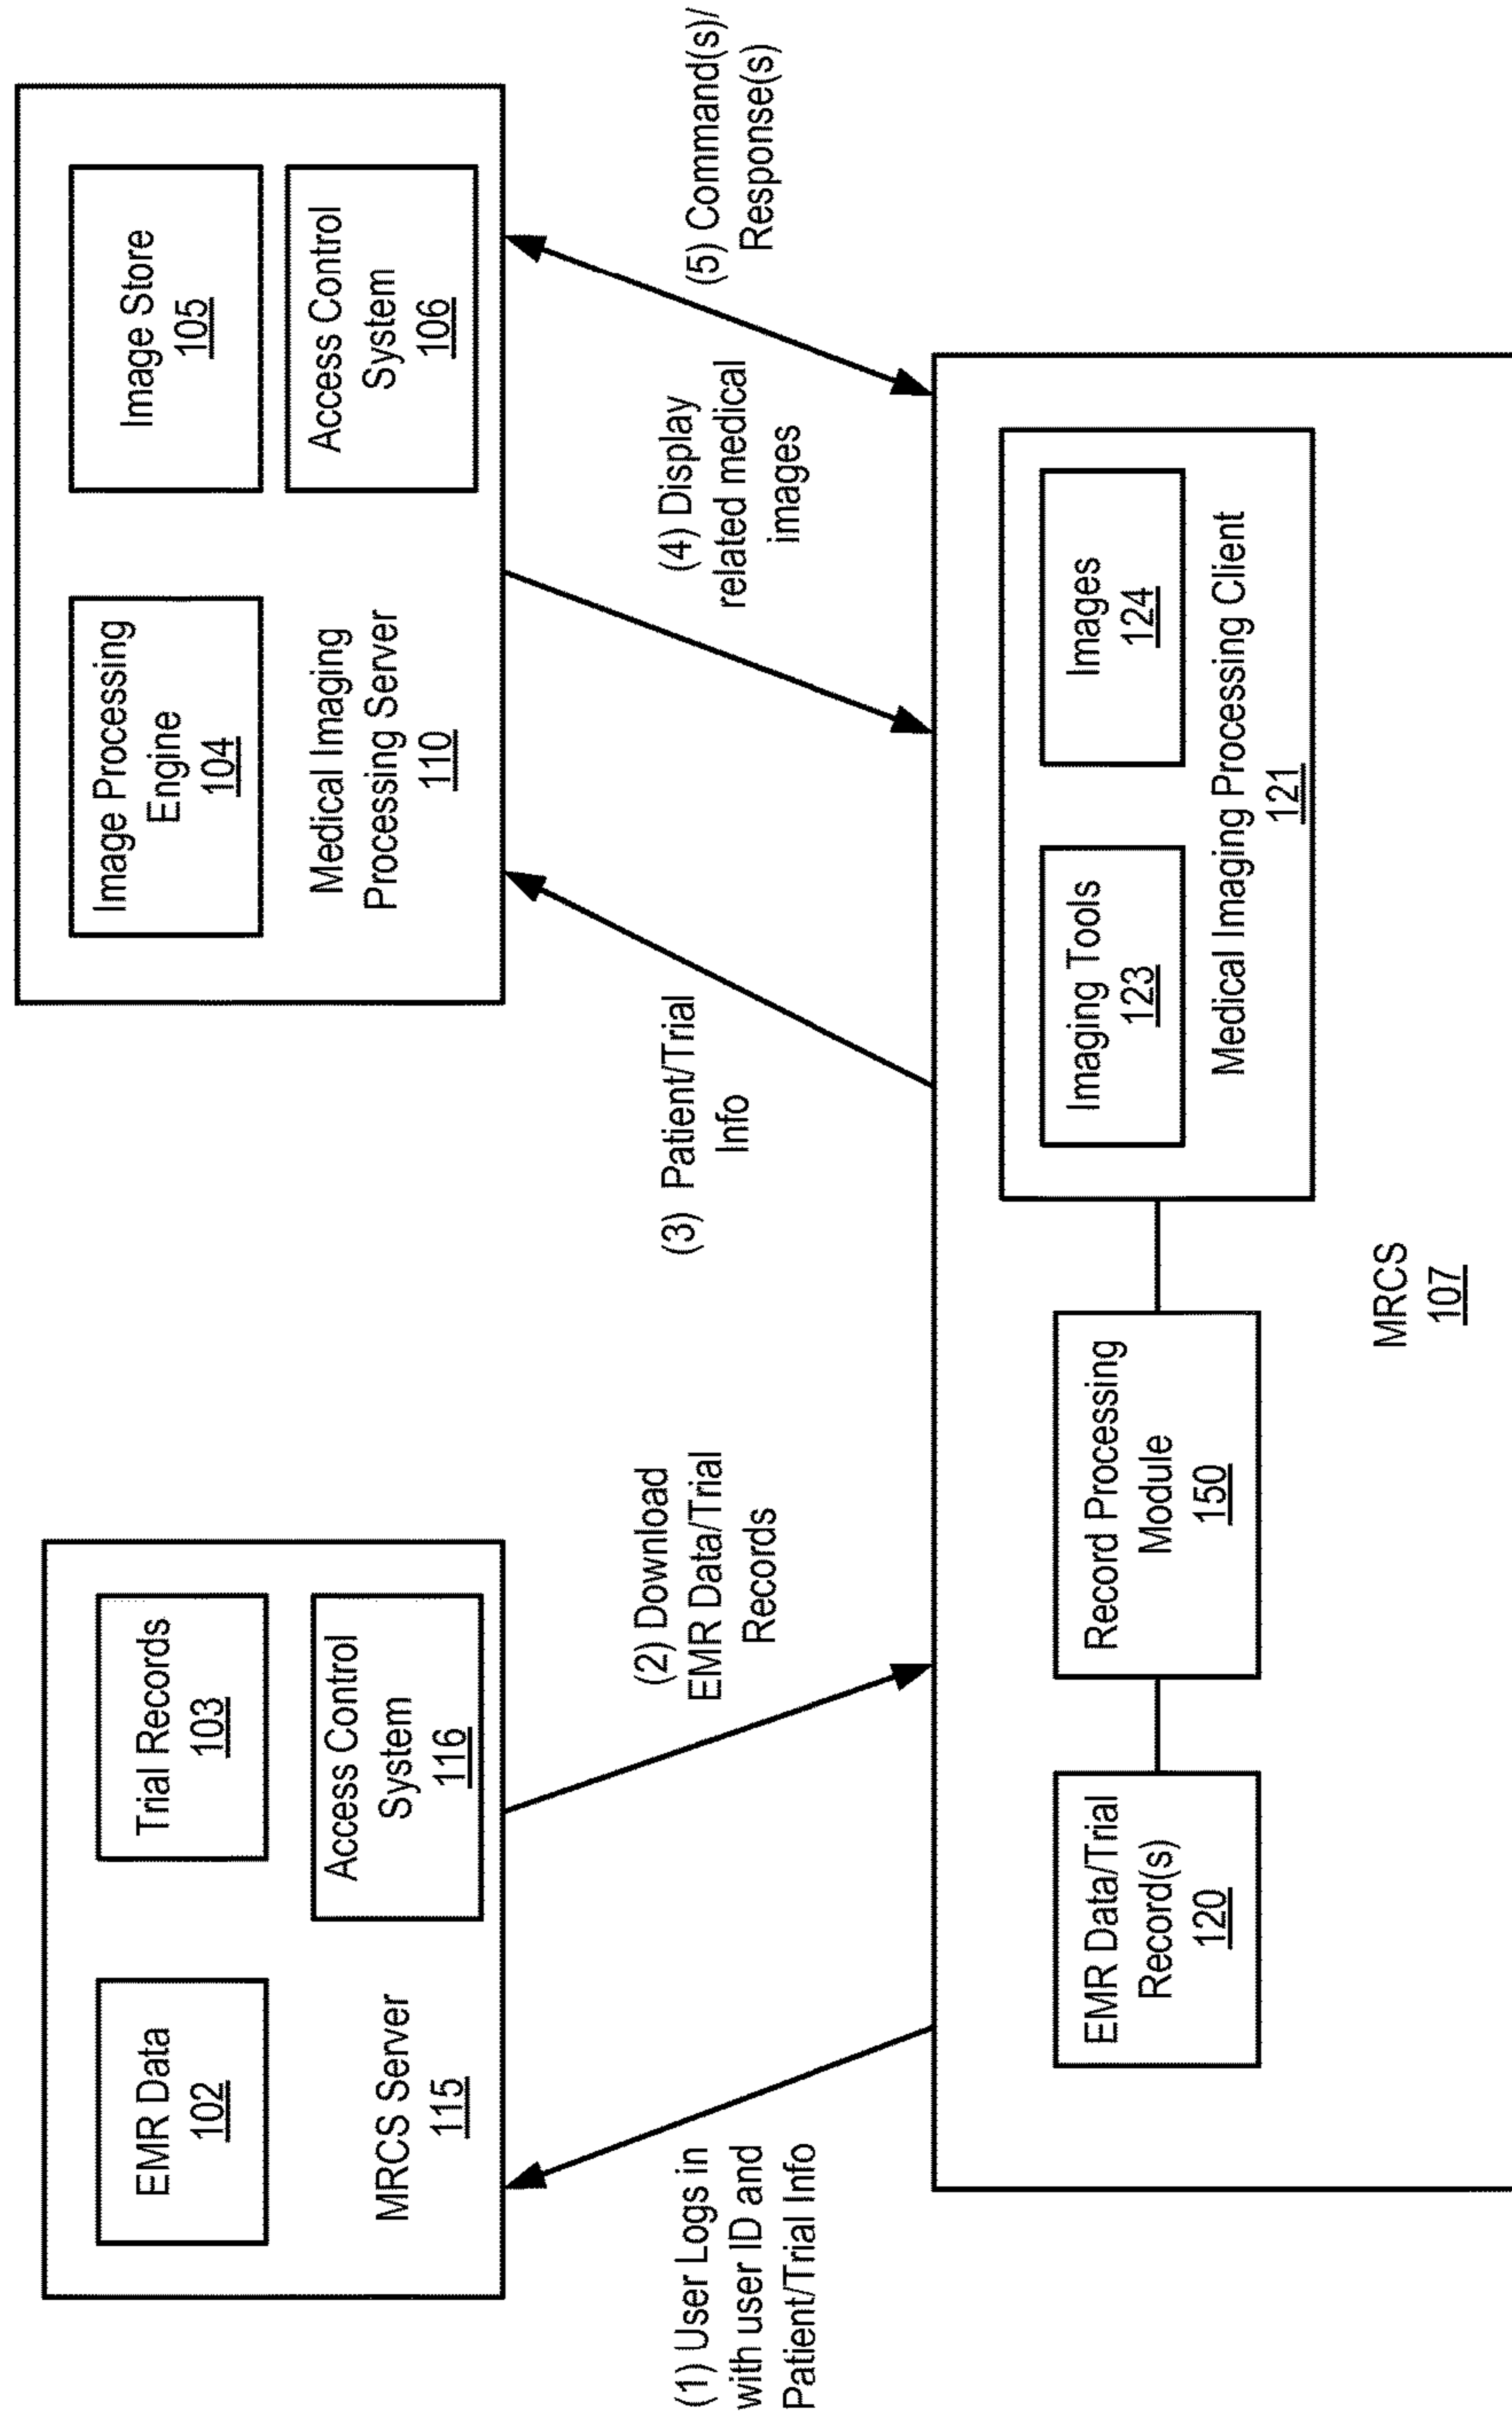 EMR Data
102
Trial Records
103
MRCS Server
115
Access Control
System
116
Image Processing
Engine
104
Image Store
105
Medical Imaging
Processing Server
110
Access Control
System
106
(1) User Logs in
with user ID and
Patient/Trial Info
(2) Download
EMR Data/Trial
Records
(3) Patient/Trial
Info
(4) Display
related medical
images
(5) Command(s)/
Response(s)
EMR Data/Trial
Record(s)
120
Record Processing
Module
150
Imaging Tools
123
Images
124
Medical Imaging Processing Client
121
MRCS
107